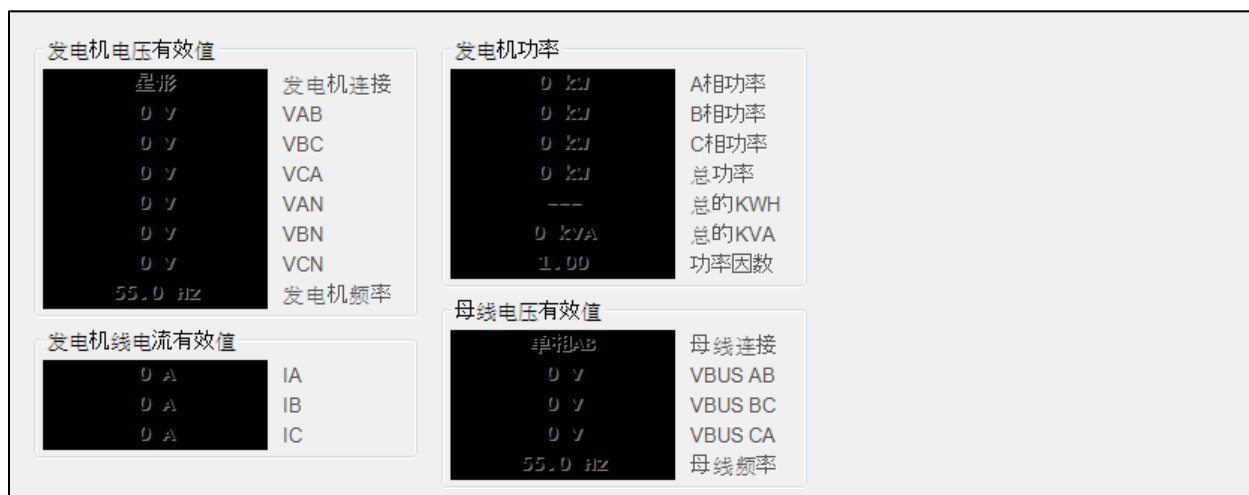 发电机电压有效值
星形 发电机连接
0 V VAB
0 V VBC
0 V VCA
0 V VAN
0 V VBN
0 V VCN
55.0 Hz 发电机频率
发电机线电流有效值
0 A IA
0 A IB
0 A IC
发电机功率
0 kW A相功率
0 kW B相功率
0 kW C相功率
0 kW 总功率
--- 总的KWH
0 kVA 总的KVA
1.00 功率因数
母线电压有效值
单相AB 母线连接
0 V VBUS AB
0 V VBUS BC
0 V VBUS CA
55.0 Hz 母线频率